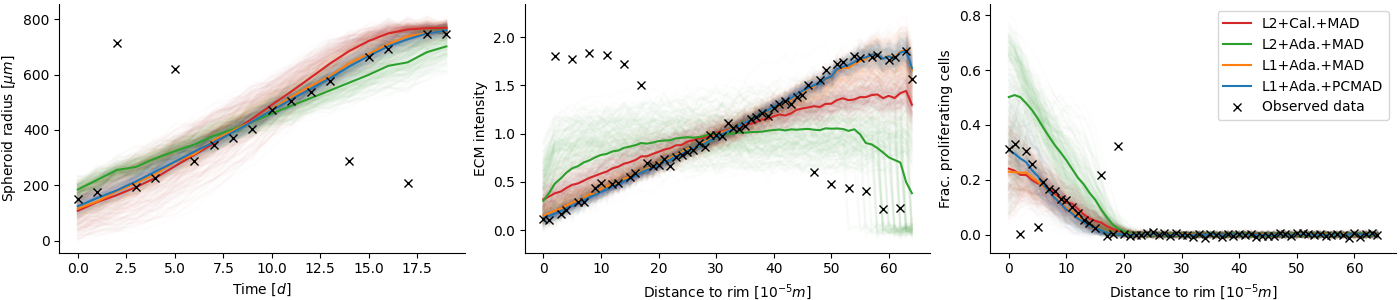 Spheroid radius [μm]
800
600
400
200
0
0.0 2.5 5.0 7.5 10.0 12.5 15.0 17.5
Time [d]
ECM intensity
2.0
1.5
1.0
0.5
0.0
0 10 20 30 40 50 60
Distance to rim [10⁻⁵m]
Frac. proliferating cells
0.8
0.6
0.4
0.2
0.0
0 10 20 30 40 50 60
Distance to rim [10⁻⁵m]
L2+Cal.+MAD
L2+Ada.+MAD
L1+Ada.+MAD
L1+Ada.+PCMAD
Observed data